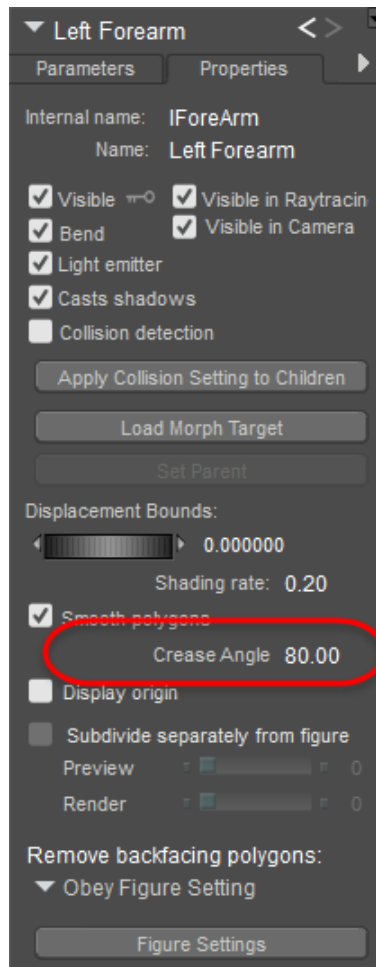 Left Forearm
Parameters Properties
Internal name: lForeArm
Name: Left Forearm
Visible Visible in Raytracin
Bend Visible in Camera
Light emitter
Casts shadows
Collision detection
Apply Collision Setting to Children
Load Morph Target
Set Parent
Displacement Bounds:
0.000000
Shading rate: 0.20
Smooth polygons
Crease Angle 80.00
Display origin
Subdivide separately from figure
Preview 0
Render 0
Remove backfacing polygons:
Obey Figure Setting
Figure Settings